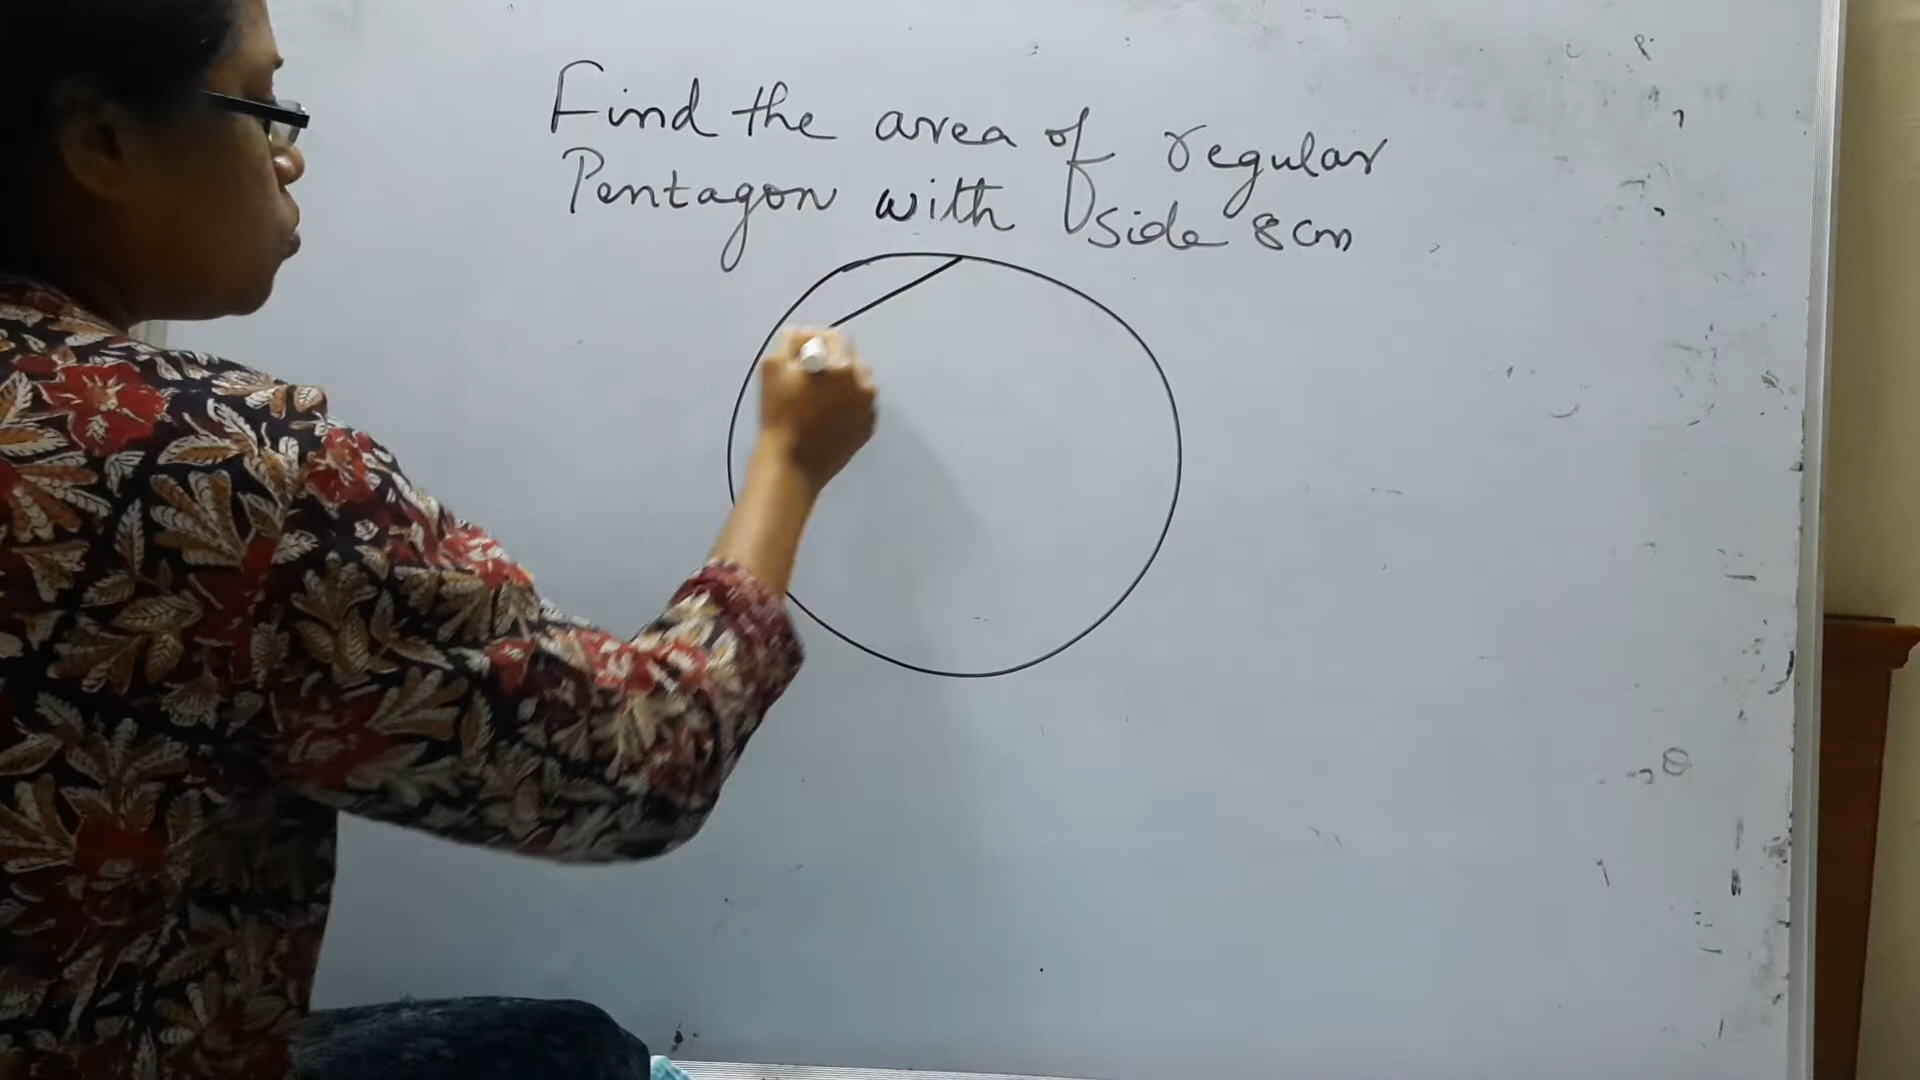 Find the area of regular
Pentagon with side 8cm